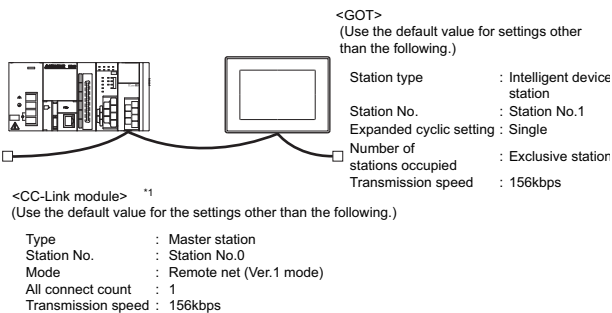 <GOT>
(Use the default value for settings other
than the following.)
Station type : Intelligent device
station
Station No. : Station No.1
Expanded cyclic setting : Single
Number of
stations occupied : Exclusive station
Transmission speed : 156kbps
<CC-Link module> *1
(Use the default value for the settings other than the following.)
Type : Master station
Station No. : Station No.0
Mode : Remote net (Ver.1 mode)
All connect count : 1
Transmission speed : 156kbps